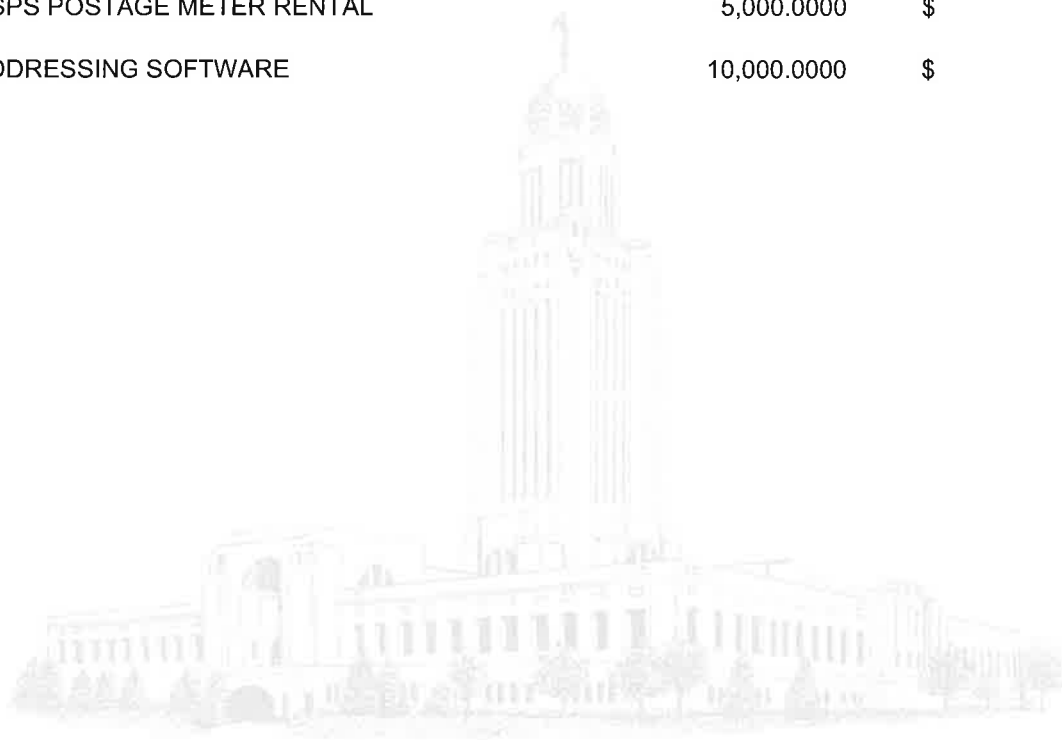 SPS POSTAGE METER RENTAL 5,000.0000 $
DDRESSING SOFTWARE 10,000.0000 $